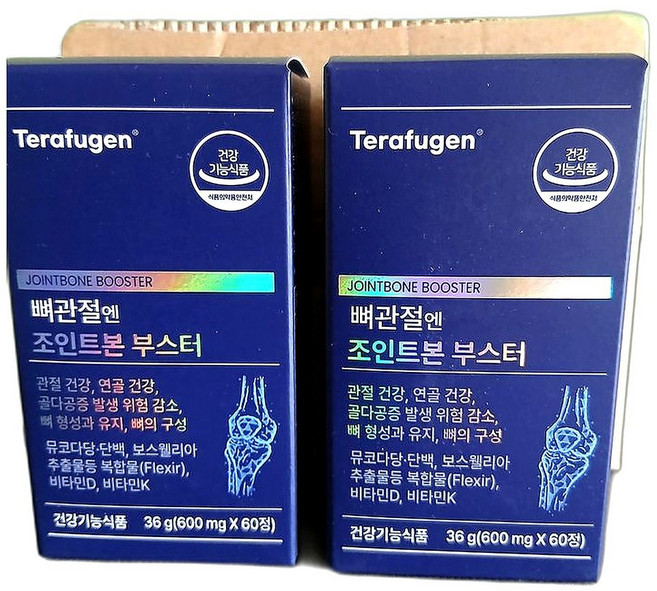 Terafugen®
건강
기능식품
식품의약품안전처
JOINTBONE BOOSTER
뼈관절엔
조인트본 부스터
관절 건강, 연골 건강,
골다공증 발생 위험 감소,
뼈 형성과 유지, 뼈의 구성
뮤코다당·단백, 보스웰리아
추출물등 복합물(Flexir),
비타민D, 비타민K
건강기능식품 36 g(600 mg X 60정)
Terafugen®
건강
기능식품
식품의약품안전처
JOINTBONE BOOSTER
뼈관절엔
조인트본 부스터
관절 건강, 연골 건강,
골다공증 발생 위험 감소,
뼈 형성과 유지, 뼈의 구성
뮤코다당·단백, 보스웰리아
추출물등 복합물(Flexir),
비타민D, 비타민K
건강기능식품 36 g(600 mg X 60정)